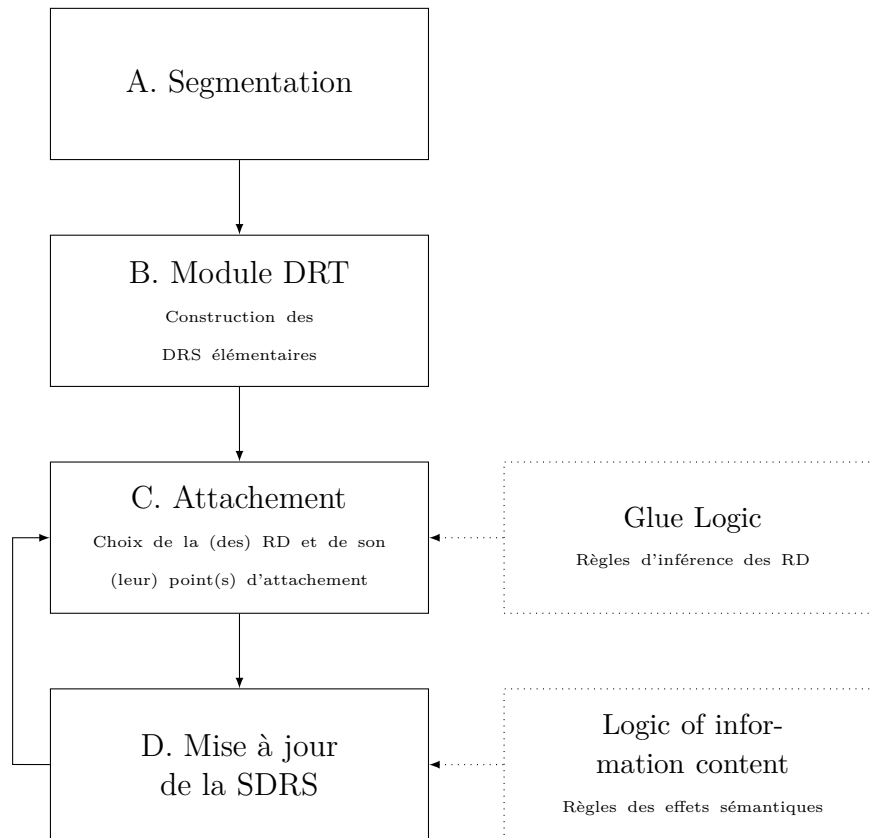 A. Segmentation
B. Module DRT
Construction des
DRS élémentaires
C. Attachement
Choix de la (des) RD et de son
(leur) point(s) d'attachement
Glue Logic
Règles d'inférence des RD
D. Mise à jour
de la SDRS
Logic of infor-
mation content
Règles des effets sémantiques